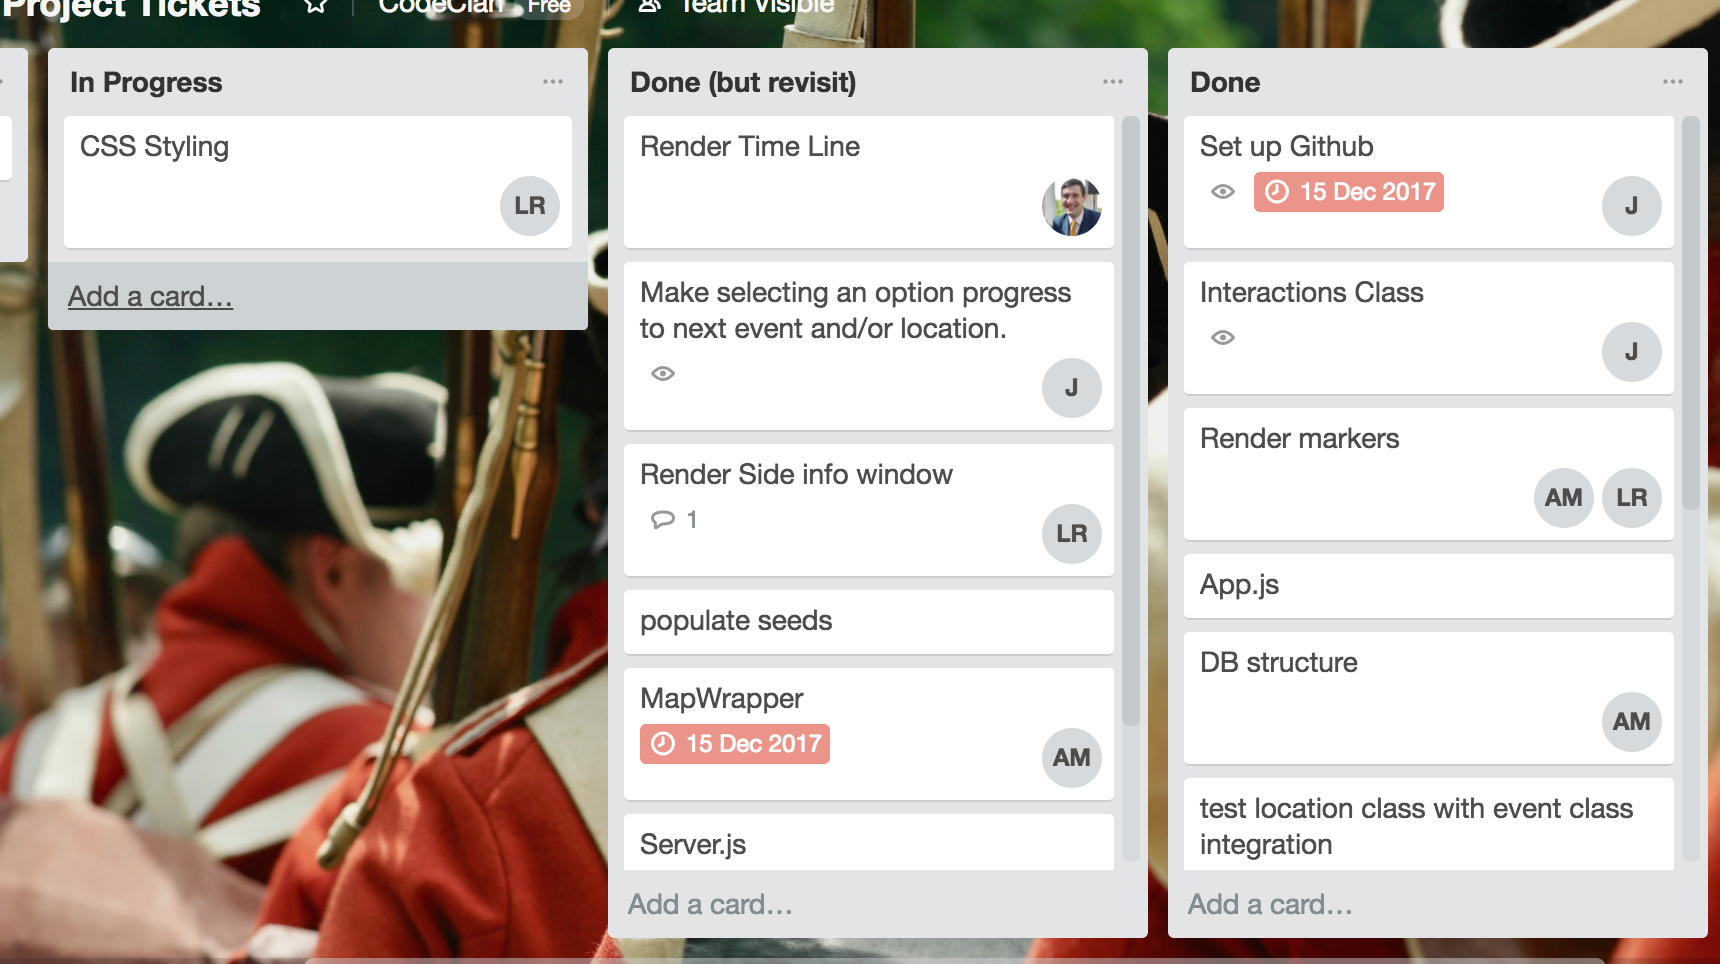 Project Tickets CodeClan Free Team Visible
In Progress
CSS Styling
LR
Add a card…
Done (but revisit)
Render Time Line
Make selecting an option progress
to next event and/or location.
J
Render Side info window
1
LR
populate seeds
MapWrapper
15 Dec 2017
AM
Server.js
Add a card…
Done
Set up Github
15 Dec 2017
J
Interactions Class
J
Render markers
AM LR
App.js
DB structure
AM
test location class with event class
integration
Add a card…